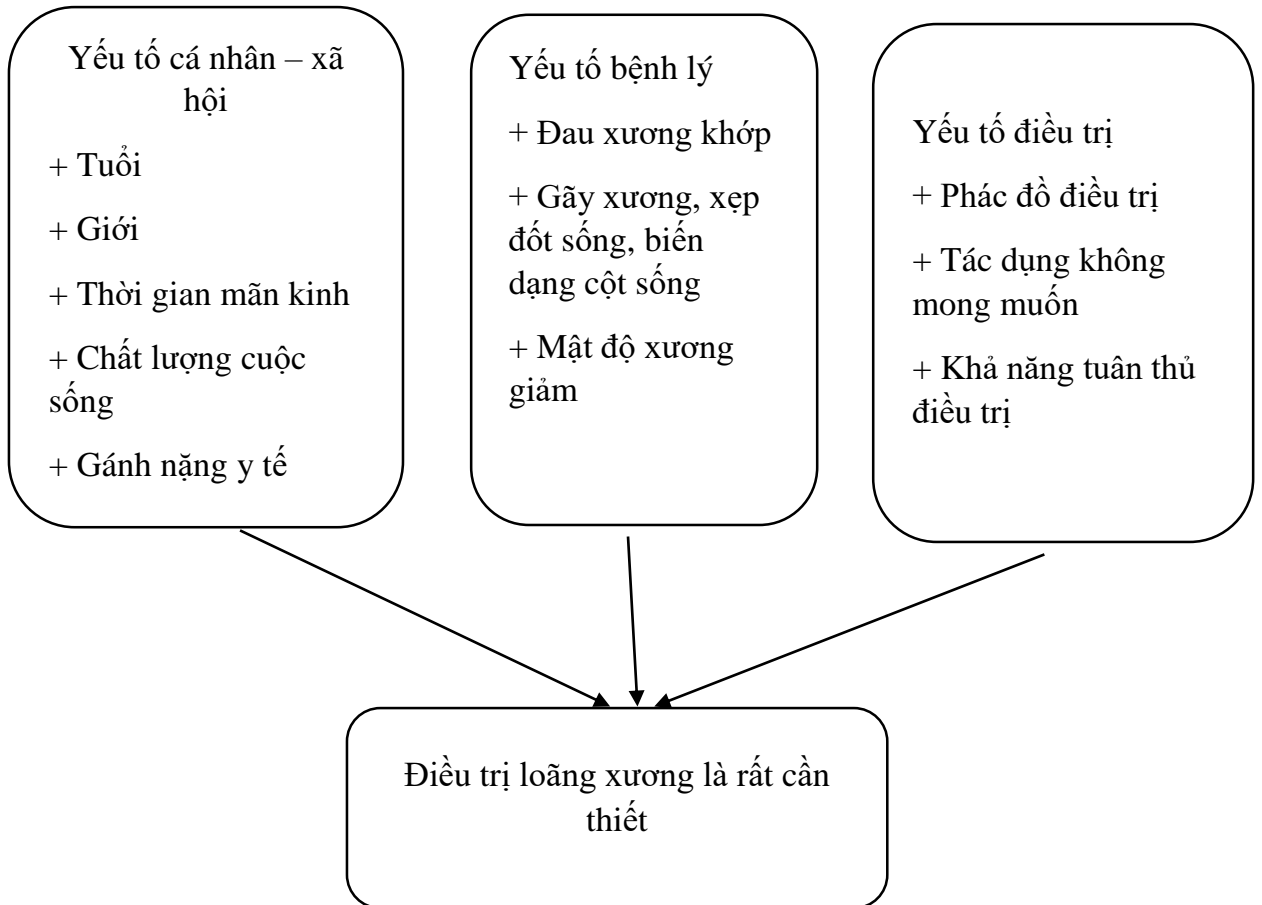 Yếu tố cá nhân – xã
hội
+ Tuổi
+ Giới
+ Thời gian mãn kinh
+ Chất lượng cuộc
sống
+ Gánh nặng y tế
Yếu tố bệnh lý
+ Đau xương khớp
+ Gãy xương, xẹp
đốt sống, biến
dạng cột sống
+ Mật độ xương
giảm
Yếu tố điều trị
+ Phác đồ điều trị
+ Tác dụng không
mong muốn
+ Khả năng tuân thủ
điều trị
Điều trị loãng xương là rất cần
thiết